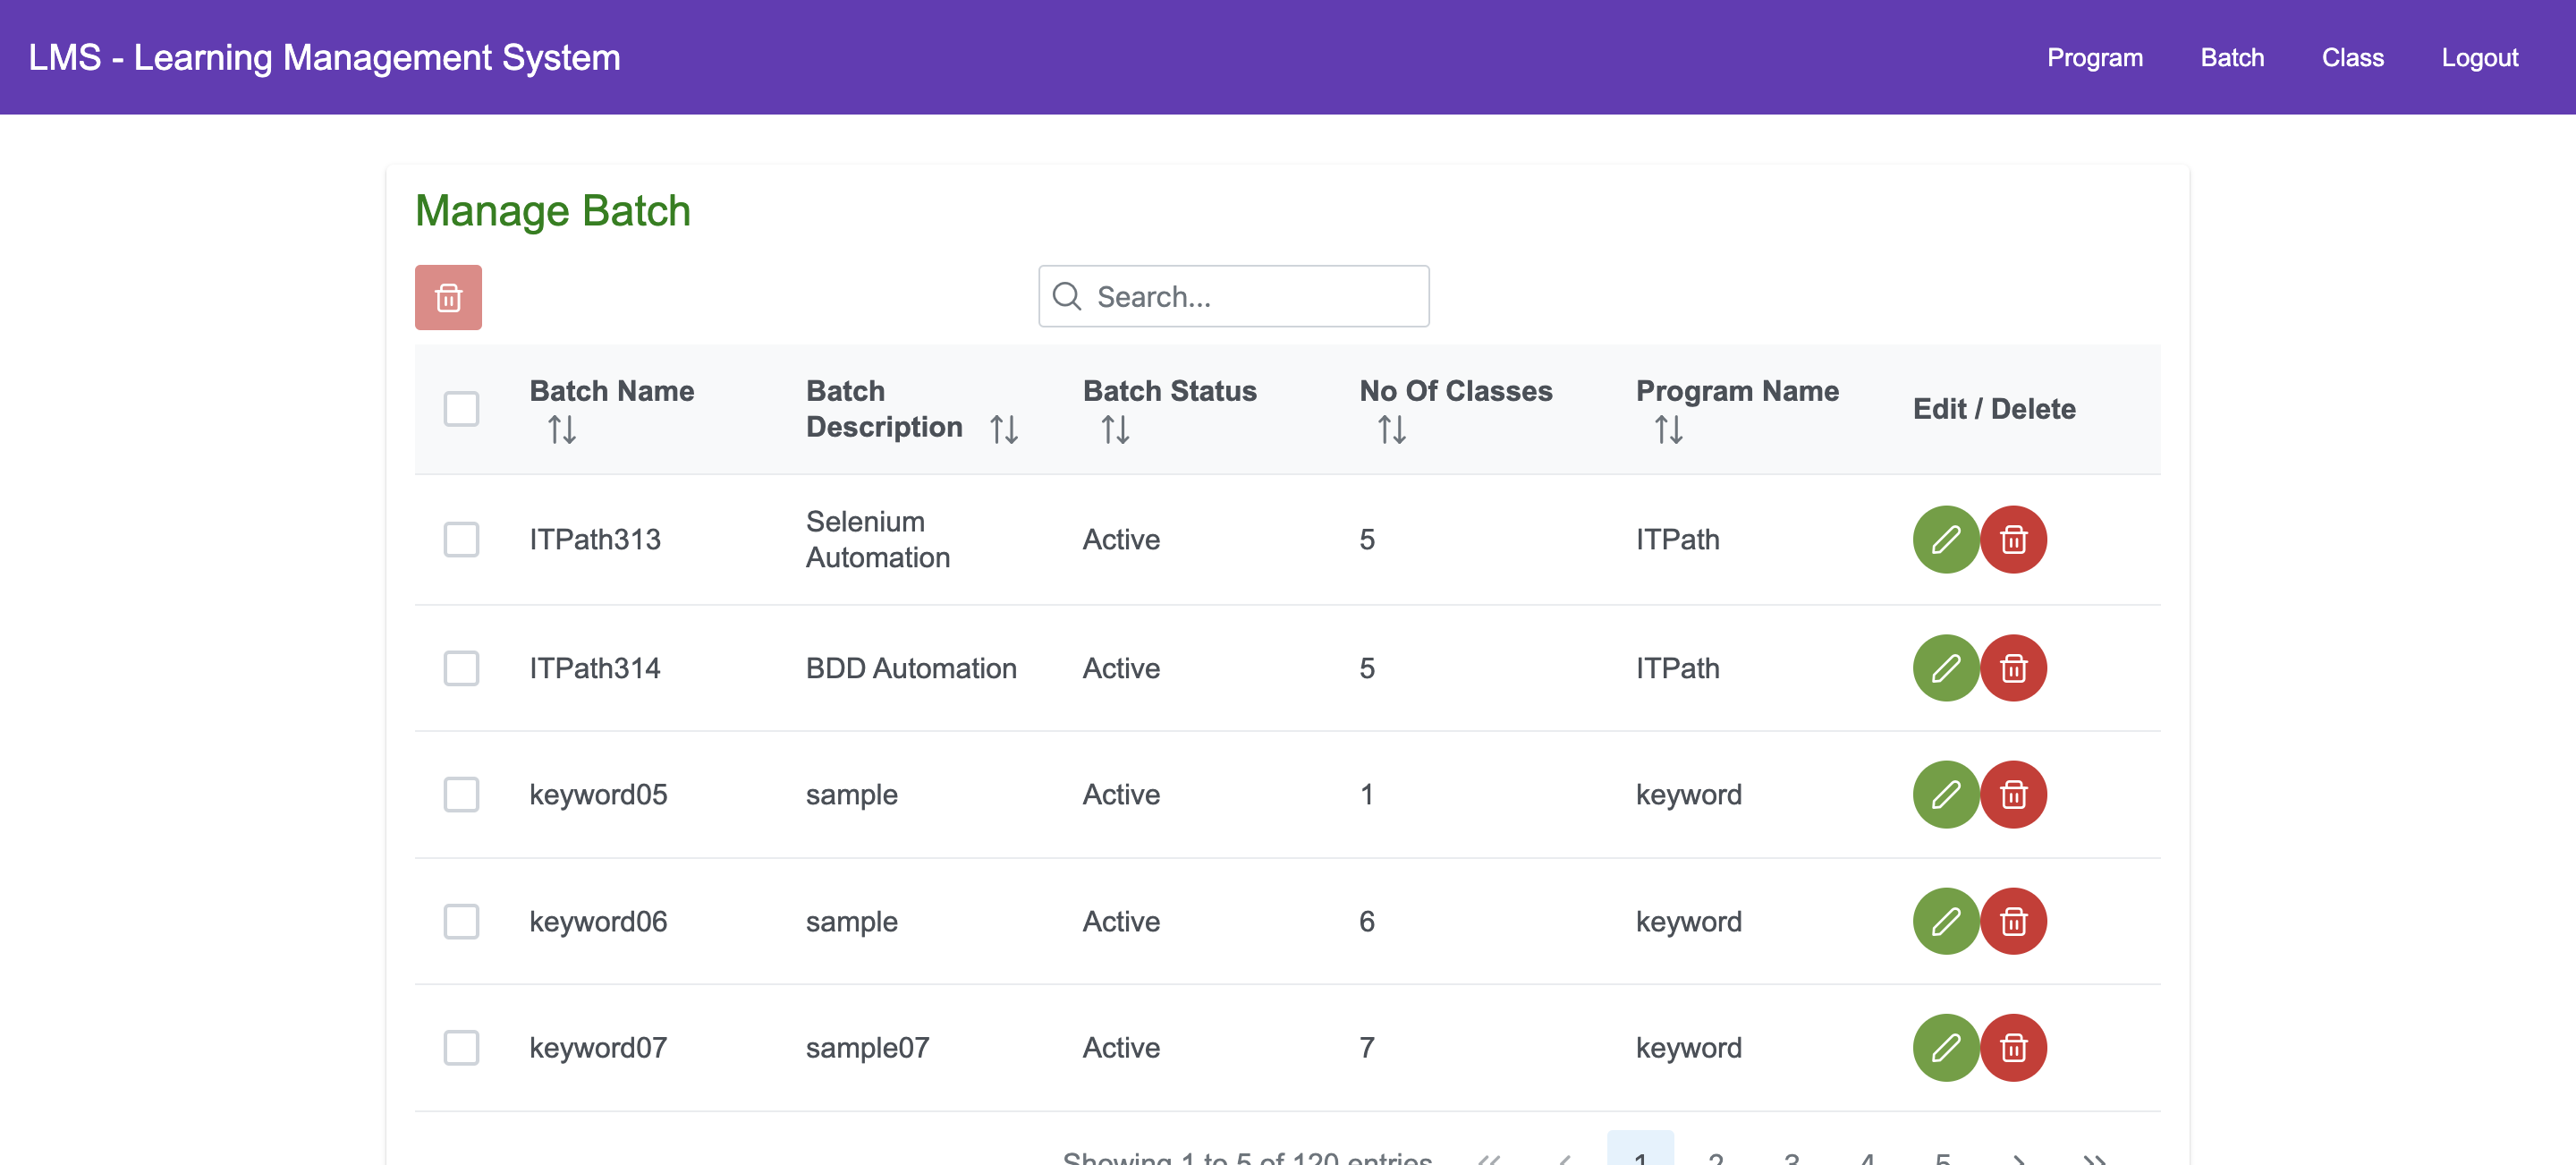 LMS - Learning Management System
Program Batch Class Logout
Manage Batch
Search...
Batch Name Batch Description Batch Status No Of Classes Program Name Edit / Delete
ITPath313 Selenium Automation Active 5 ITPath
ITPath314 BDD Automation Active 5 ITPath
keyword05 sample Active 1 keyword
keyword06 sample Active 6 keyword
keyword07 sample07 Active 7 keyword
Showing 1 to 5 of 120 entries << < 1 2 3 4 5 > >>